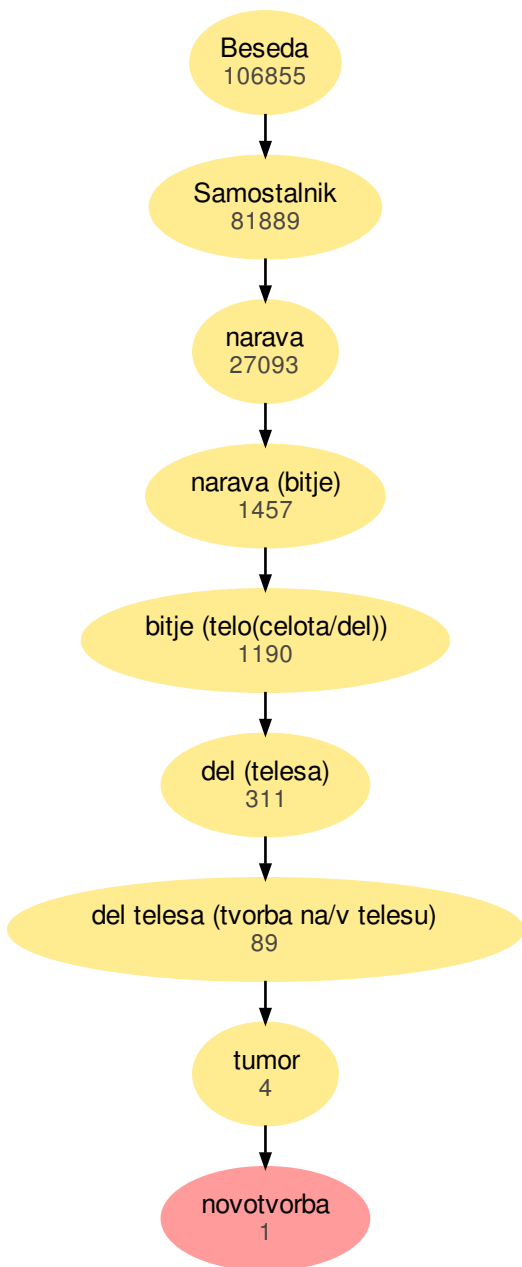 Beseda
106855
Samostalnik
81889
narava
27093
narava (bitje)
1457
bitje (telo(celota/del))
1190
del (telesa)
311
del telesa (tvorba na/v telesu)
89
tumor
4
novotvorba
1